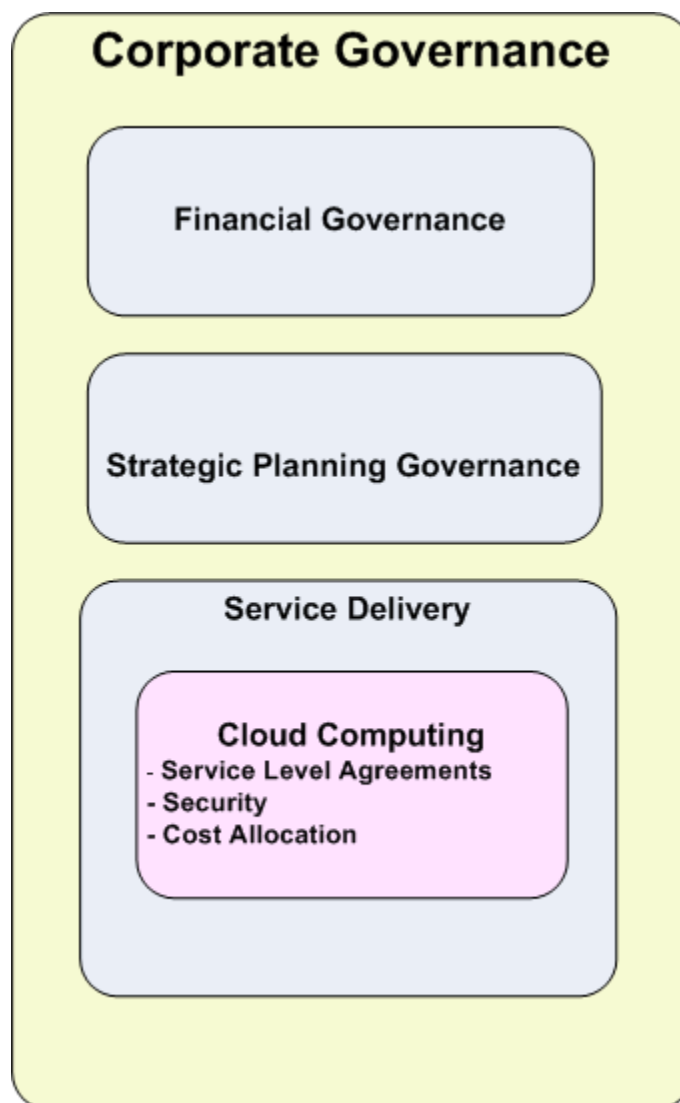 Corporate Governance
Financial Governance
Strategic Planning Governance
Service Delivery
Cloud Computing
- Service Level Agreements
- Security
- Cost Allocation